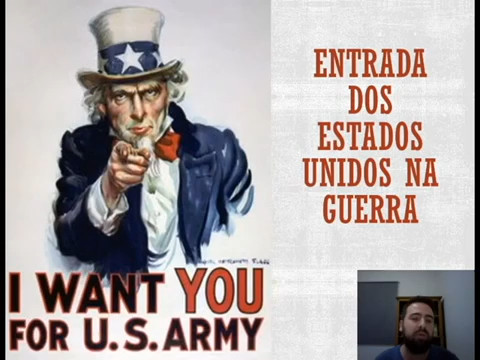 I WANT YOU
FOR U.S. ARMY
ENTRADA
DOS
ESTADOS
UNIDOS NA
GUERRA